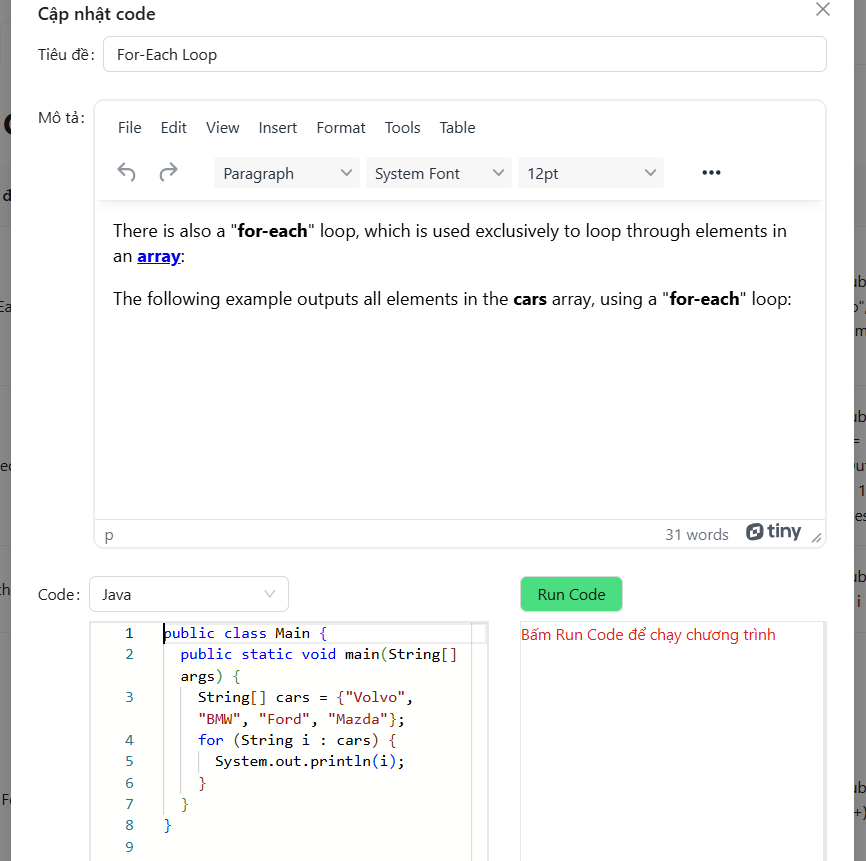 Cập nhật code
Tiêu đề:
For-Each Loop
Mô tả:
File Edit View Insert Format Tools Table
Paragraph System Font 12pt
There is also a "for-each" loop, which is used exclusively to loop through elements in
an array:
The following example outputs all elements in the cars array, using a "for-each" loop:
p
31 words
tiny
Code:
Java
Run Code
1 public class Main {
2 public static void main(String[]
args) {
3 String[] cars = {"Volvo",
"BMW", "Ford", "Mazda"};
4 for (String i : cars) {
5 System.out.println(i);
6 }
7 }
8 }
9
Bấm Run Code để chạy chương trình